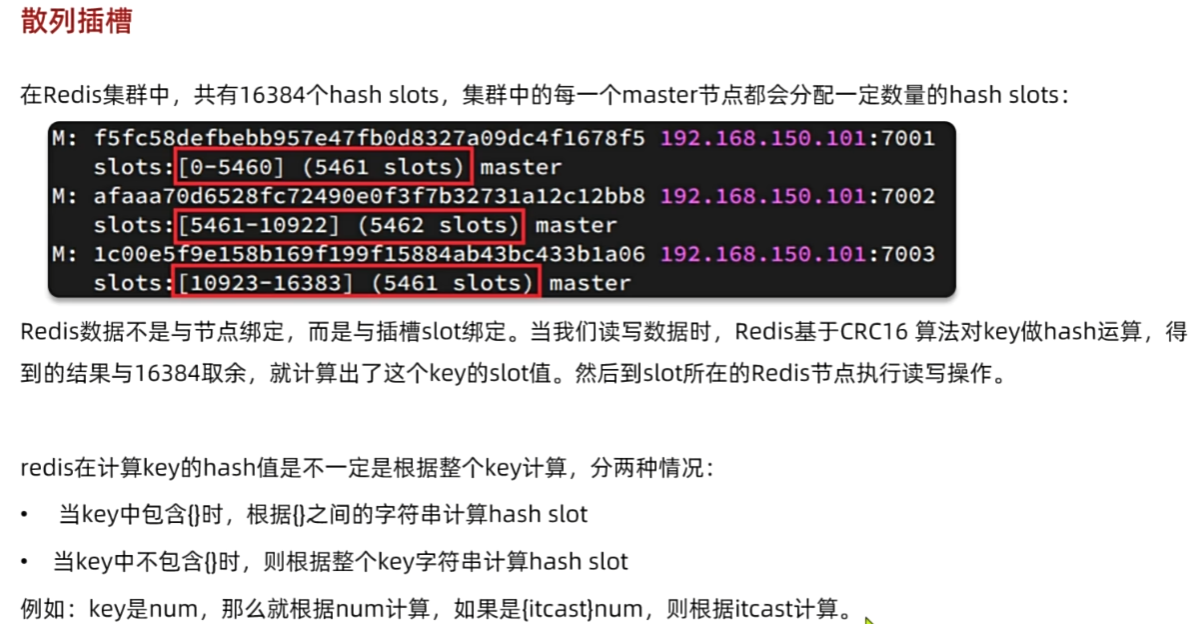 散列插槽
在Redis集群中，共有16384个hash slots，集群中的每一个master节点都会分配一定数量的hash slots：
M: f5fc58defbebb957e47fb0d8327a09dc4f1678f5 192.168.150.101:7001
slots:[0-5460] (5461 slots) master
M: afaaa70d6528fc72490e0f3f7b32731a12c12bb8 192.168.150.101:7002
slots:[5461-10922] (5462 slots) master
M: 1c00e5f9e158b169f199f15884ab43bc433b1a06 192.168.150.101:7003
slots:[10923-16383] (5461 slots) master
Redis数据不是与节点绑定，而是与插槽slot绑定。当我们读写数据时，Redis基于CRC16 算法对key做hash运算，得
到的结果与16384取余，就计算出了这个key的slot值。然后到slot所在的Redis节点执行读写操作。
redis在计算key的hash值是不一定是根据整个key计算，分两种情况：
• 当key中包含{}时，根据{}之间的字符串计算hash slot
• 当key中不包含{}时，则根据整个key字符串计算hash slot
例如：key是num，那么就根据num计算，如果是{itcast}num，则根据itcast计算。